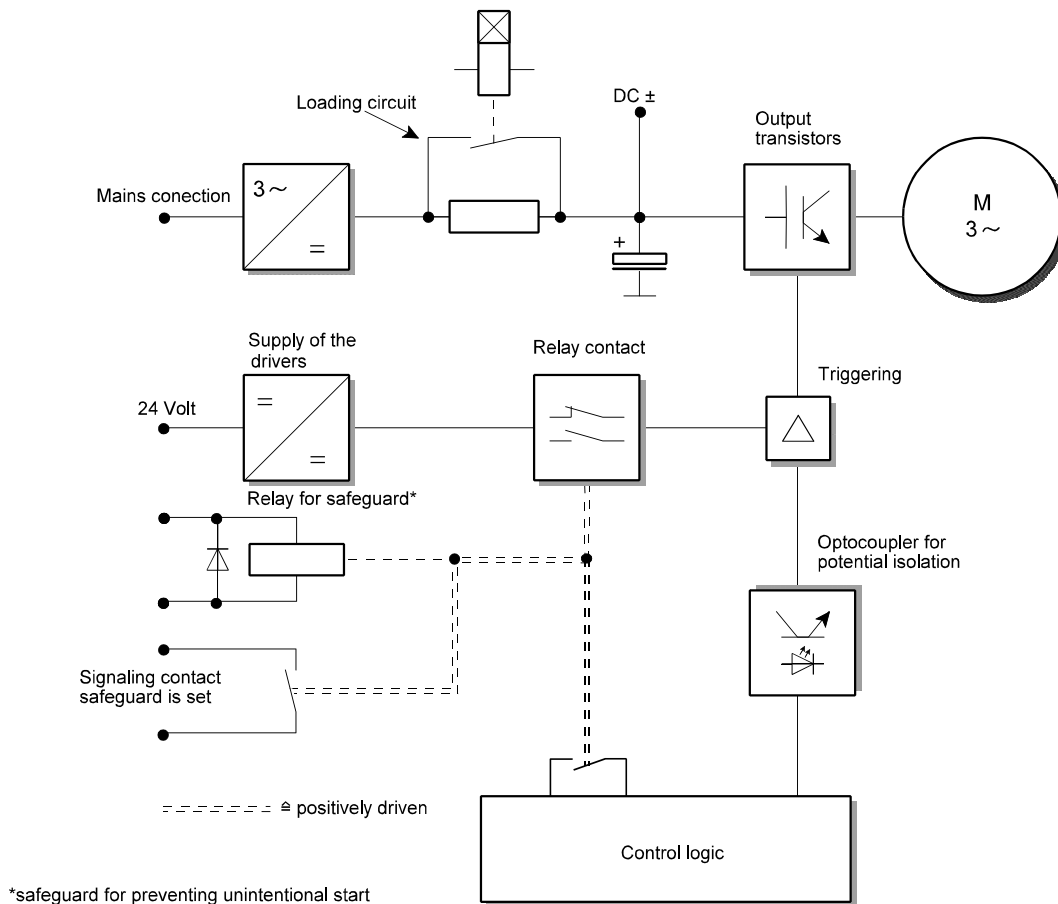 Loading circuit
DC ±
Output
transistors
Mains conection
3~
=
+
M
3~
Supply of the
drivers
Relay contact
Triggering
24 Volt
=
=
Relay for safeguard*
Optocoupler for
potential isolation
Signaling contact
safeguard is set
≙ positively driven
Control logic
*safeguard for preventing unintentional start